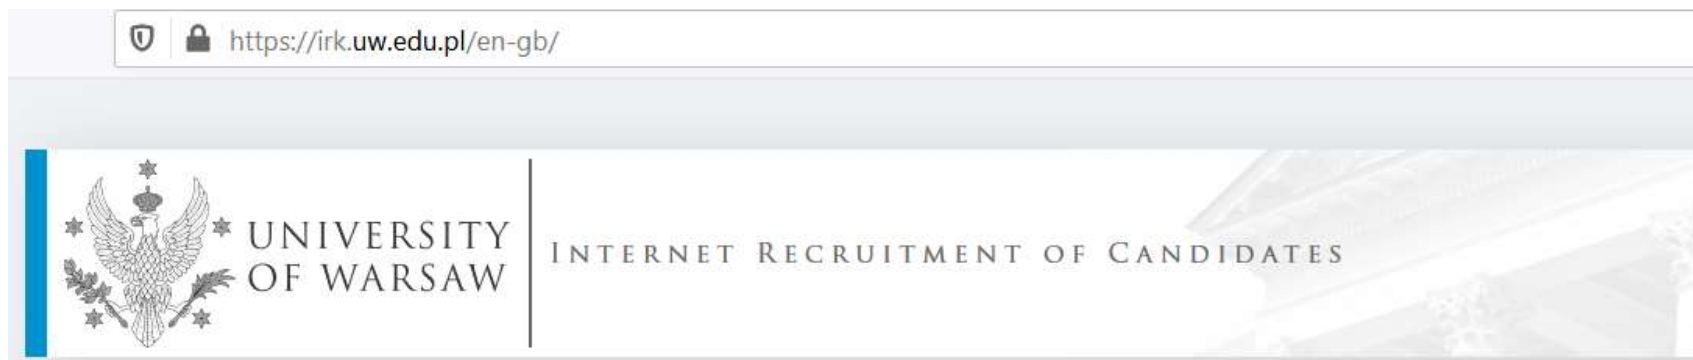 https://irk.uw.edu.pl/en-gb/
UNIVERSITY
OF WARSAW
INTERNET RECRUITMENT OF CANDIDATES